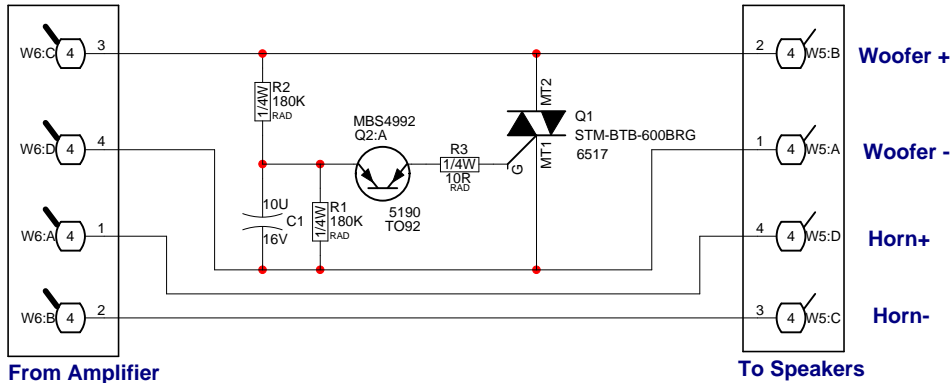 W6:C 4 3
2 4 W5:B Woofer +
R2
1/4W 180K
RAD
MT2
Q1
STM-BTB-600BRG
6517
MT1
G
MBS4992
Q2:A
W6:D 4 4
1 4 W5:A Woofer -
R3
1/4W
10R
RAD
10U
C1
16V
R1
1/4W 180K
RAD
5190
TO92
W6:A 4 1
4 4 W5:D Horn+
W6:B 4 2
3 4 W5:C Horn-
From Amplifier
To Speakers